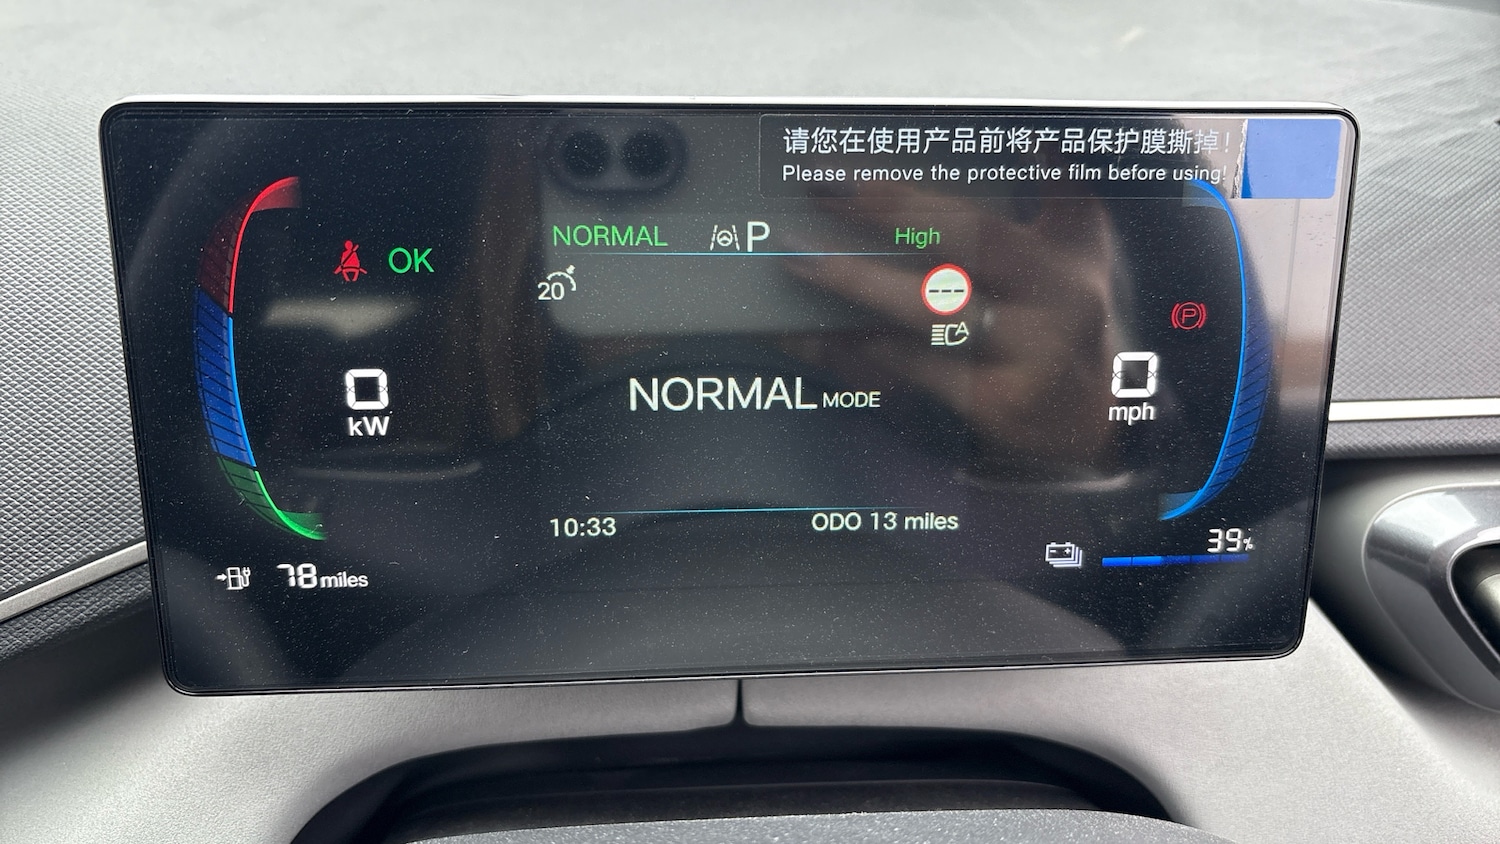 请您在使用产品前将产品保护膜撕掉！
Please remove the protective film before using!
NORMAL P High
OK
20
P
0
kW
NORMAL MODE
0
mph
10:33 ODO 13 miles
39%
78 miles